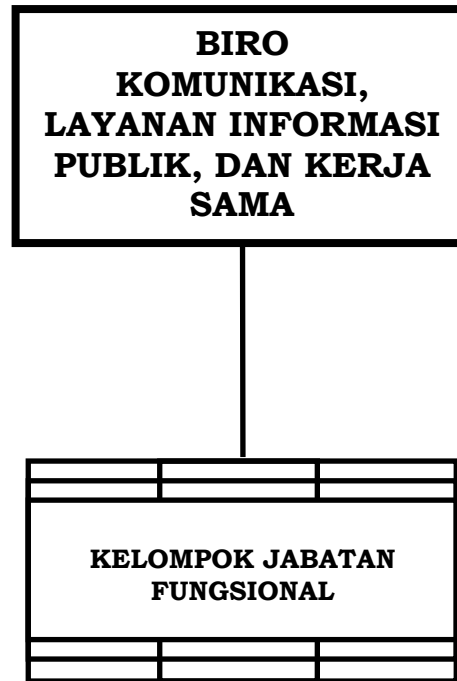 BIRO
KOMUNIKASI,
LAYANAN INFORMASI
PUBLIK, DAN KERJA
SAMA
KELOMPOK JABATAN
FUNGSIONAL